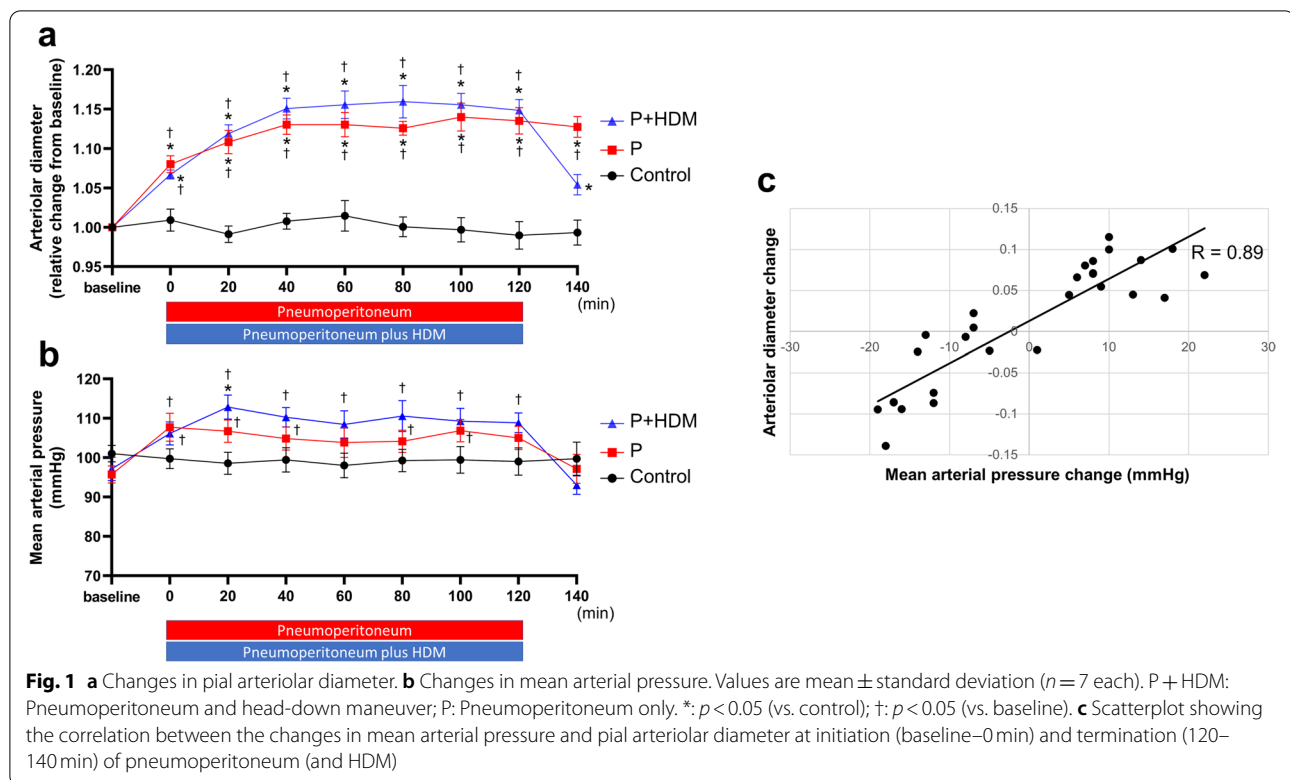 a
Arteriolar diameter
(relative change from baseline)
1.20
1.15
1.10
1.05
1.00
0.95
† † † † † †
* * * * * *
†
*
*
†
* * * * * * *
† † † † † † †
*
P+HDM
P
Control
baseline 0 20 40 60 80 100 120 140
(min)
Pneumoperitoneum
Pneumoperitoneum plus HDM
b
Mean arterial pressure
(mmHg)
120
110
100
90
80
70
†
*
† † † † † †
† † † † †
P+HDM
P
Control
baseline 0 20 40 60 80 100 120 140
(min)
Pneumoperitoneum
Pneumoperitoneum plus HDM
c
Arteriolar diameter change
0.15
0.1
0.05
0
-0.05
-0.1
-0.15
-30 -20 -10 0 10 20 30
R = 0.89
Mean arterial pressure change (mmHg)
Fig. 1 a Changes in pial arteriolar diameter. b Changes in mean arterial pressure. Values are mean ± standard deviation (n = 7 each). P + HDM:
Pneumoperitoneum and head-down maneuver; P: Pneumoperitoneum only. *: p < 0.05 (vs. control); †: p < 0.05 (vs. baseline). c Scatterplot showing
the correlation between the changes in mean arterial pressure and pial arteriolar diameter at initiation (baseline–0 min) and termination (120–
140 min) of pneumoperitoneum (and HDM)